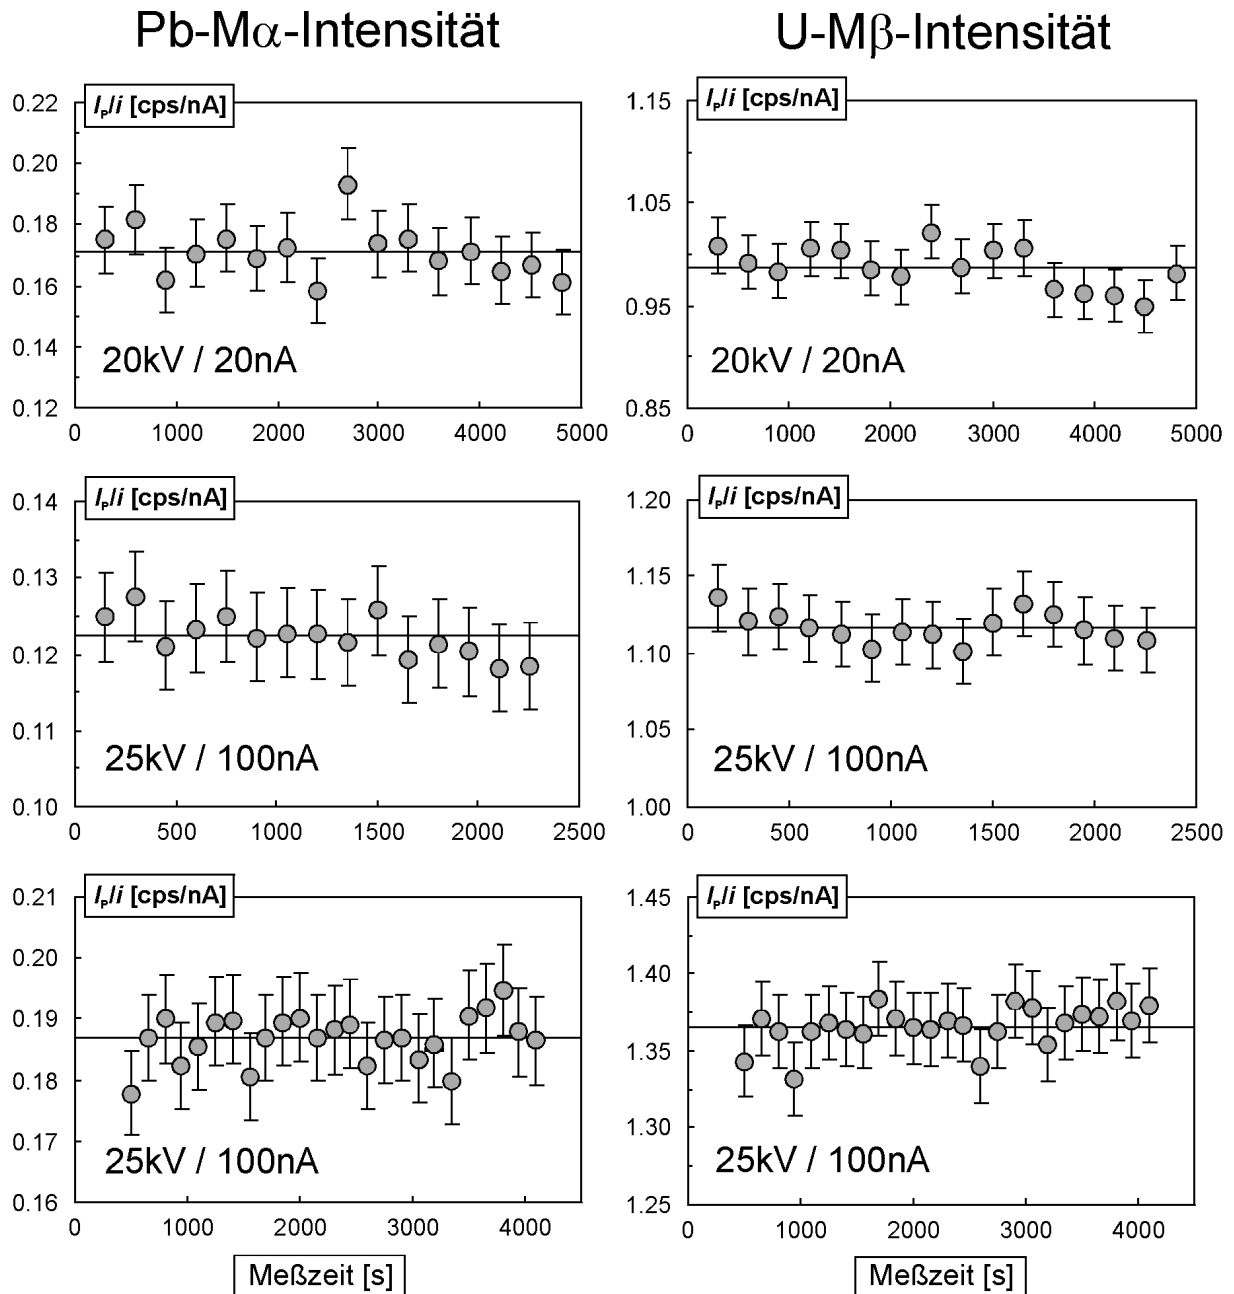 Pb-Mα-Intensität
U-Mβ-Intensität
Iₚ/i [cps/nA]
0.22
0.20
0.18
0.16
0.14
0.12
20kV / 20nA
0 1000 2000 3000 4000 5000
Iₚ/i [cps/nA]
1.15
1.05
0.95
0.85
20kV / 20nA
0 1000 2000 3000 4000 5000
Iₚ/i [cps/nA]
0.14
0.13
0.12
0.11
0.10
25kV / 100nA
0 500 1000 1500 2000 2500
Iₚ/i [cps/nA]
1.20
1.15
1.10
1.05
1.00
25kV / 100nA
0 500 1000 1500 2000 2500
Iₚ/i [cps/nA]
0.21
0.20
0.19
0.18
0.17
0.16
25kV / 100nA
0 1000 2000 3000 4000
Meßzeit [s]
Iₚ/i [cps/nA]
1.45
1.40
1.35
1.30
1.25
25kV / 100nA
0 1000 2000 3000 4000
Meßzeit [s]